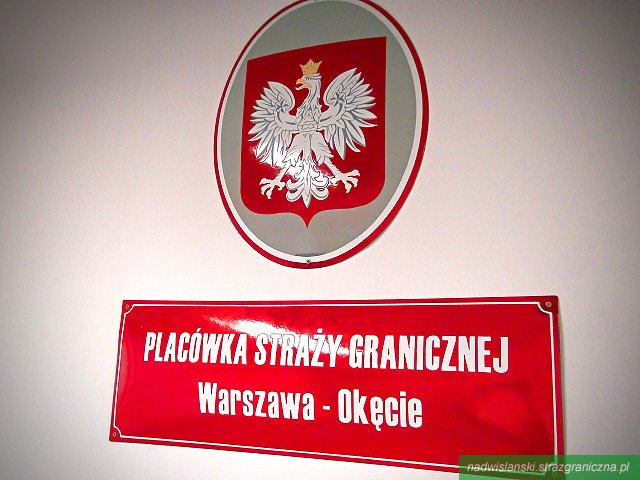 PLACÓWKA STRAŻY GRANICZNEJ
Warszawa - Okęcie
nadwislanski.strazgraniczna.pl